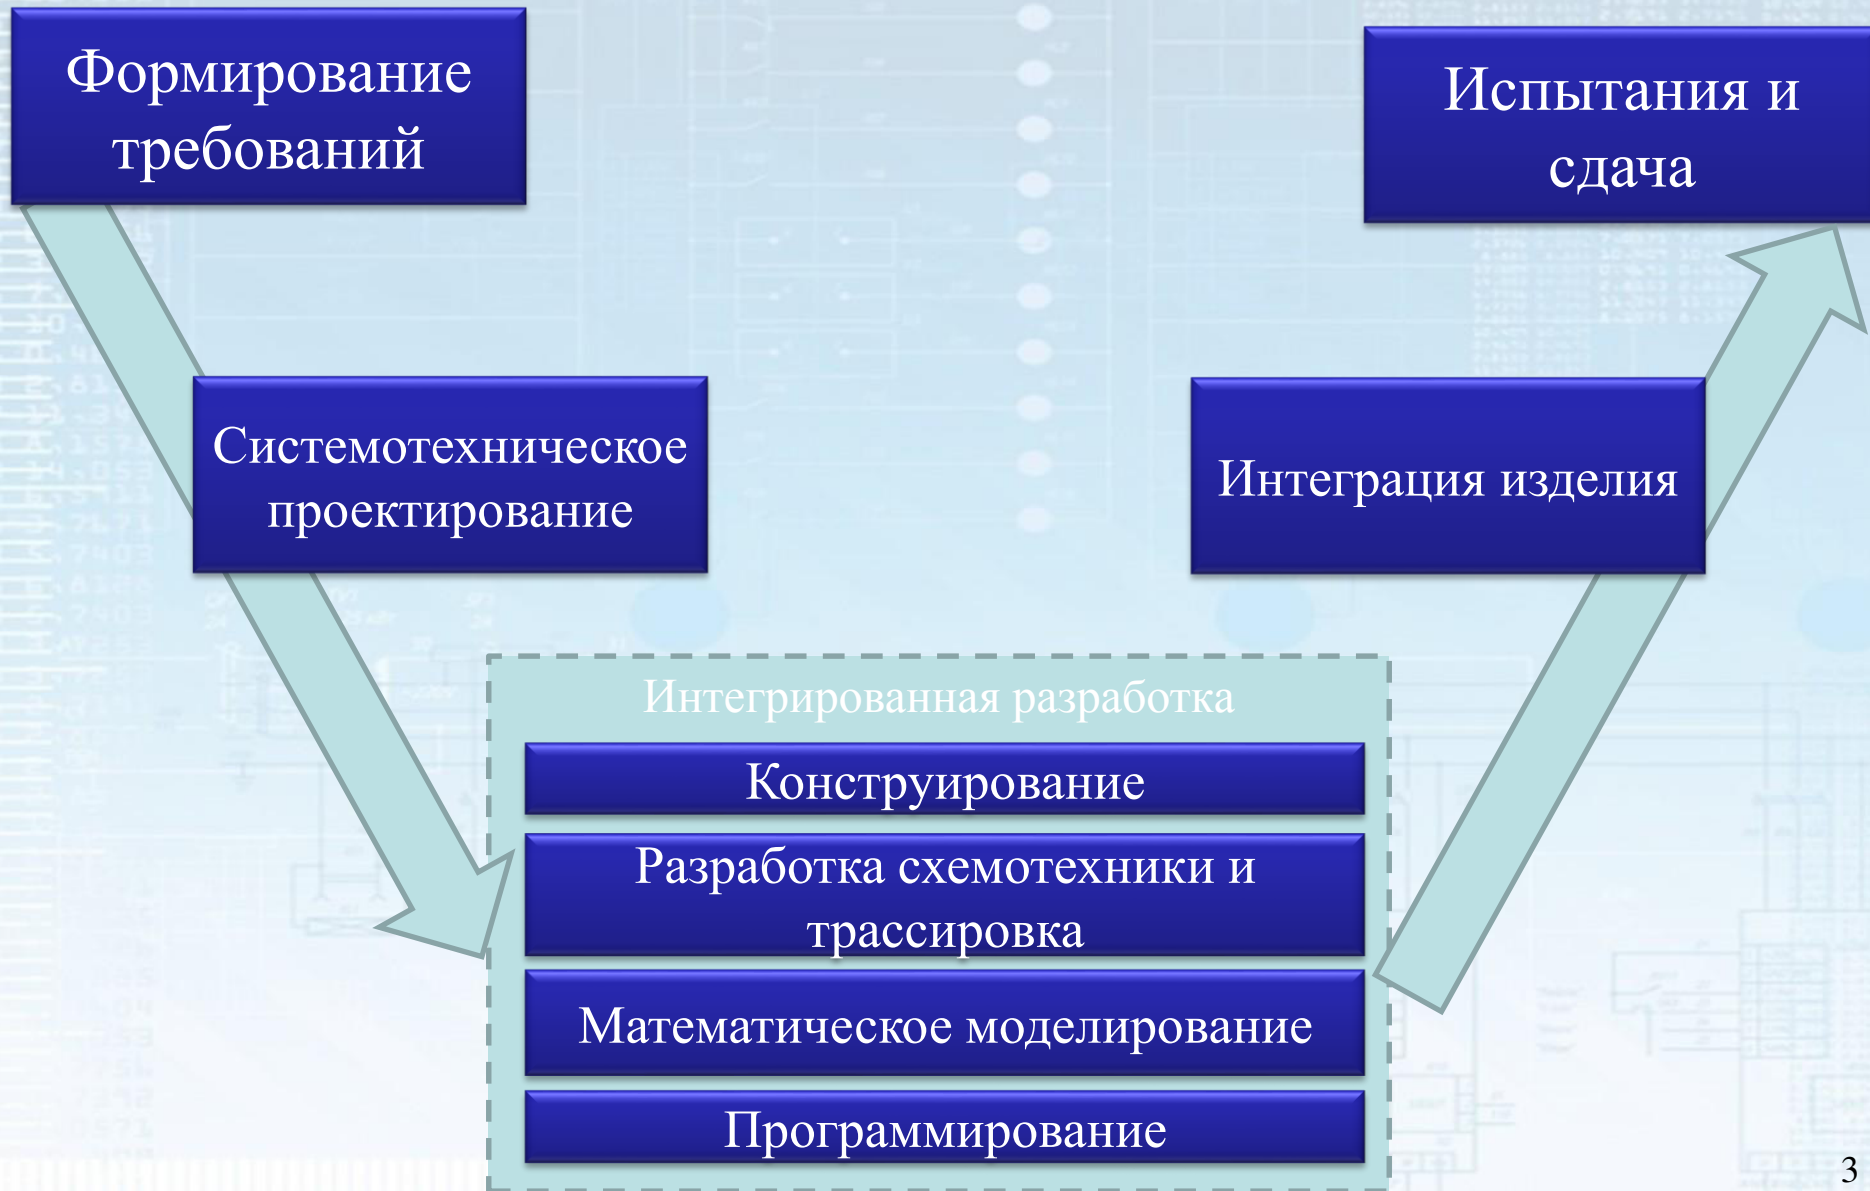 Формирование
требований
Испытания и
сдача
Системотехническое
проектирование
Интеграция изделия
Интегрированная разработка
Конструирование
Разработка схемотехники и
трассировка
Математическое моделирование
Программирование
3